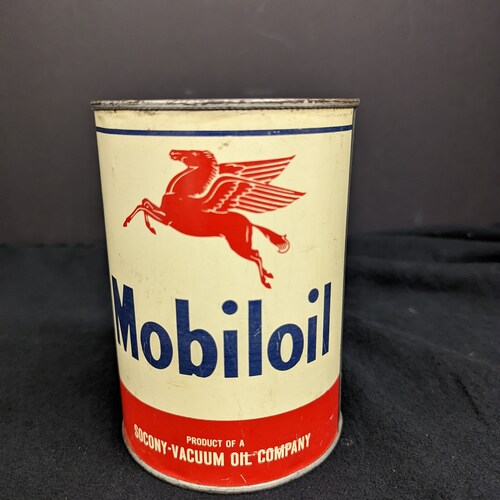 Mobiloil
PRODUCT OF A
SOCONY-VACUUM OIL COMPANY